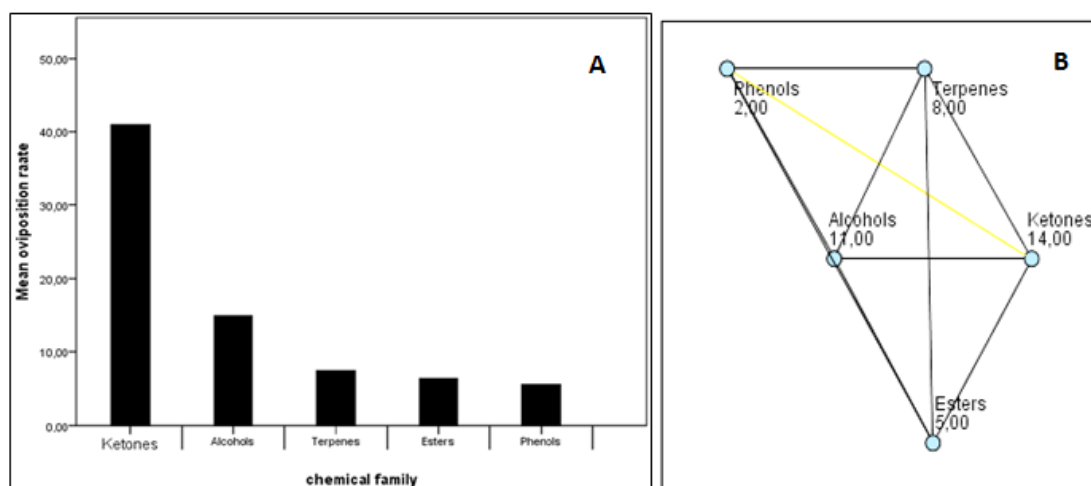 A
50,00
40,00
30,00
20,00
10,00
0,00
Mean oviposition raate
Ketones
Alcohols
Terpenes
Esters
Phenols
chemical family
B
Phenols
2,00
Terpenes
8,00
Alcohols
11,00
Ketones
14,00
Esters
5,00